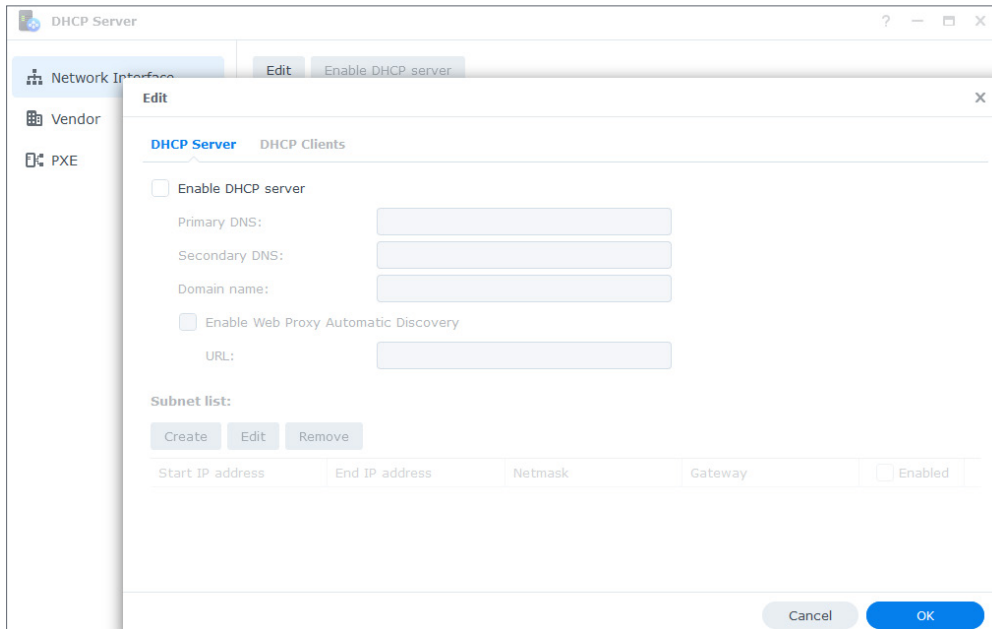 DHCP Server
Network Interface
Edit Enable DHCP server
Vendor
PXE
Edit
DHCP Server DHCP Clients
Enable DHCP server
Primary DNS:
Secondary DNS:
Domain name:
Enable Web Proxy Automatic Discovery
URL:
Subnet list:
Create Edit Remove
Start IP address End IP address Netmask Gateway Enabled
Cancel OK